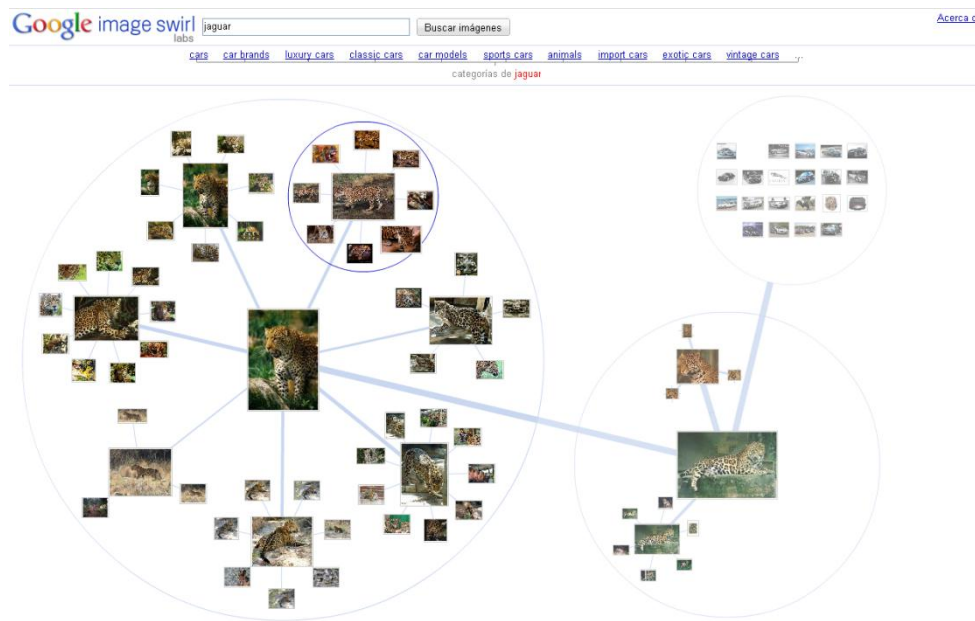 Google image swirl
labs
jaguar
Buscar imágenes
Acerca d
cars car brands luxury cars classic cars car models sports cars animals import cars exotic cars vintage cars
categorías de jaguar